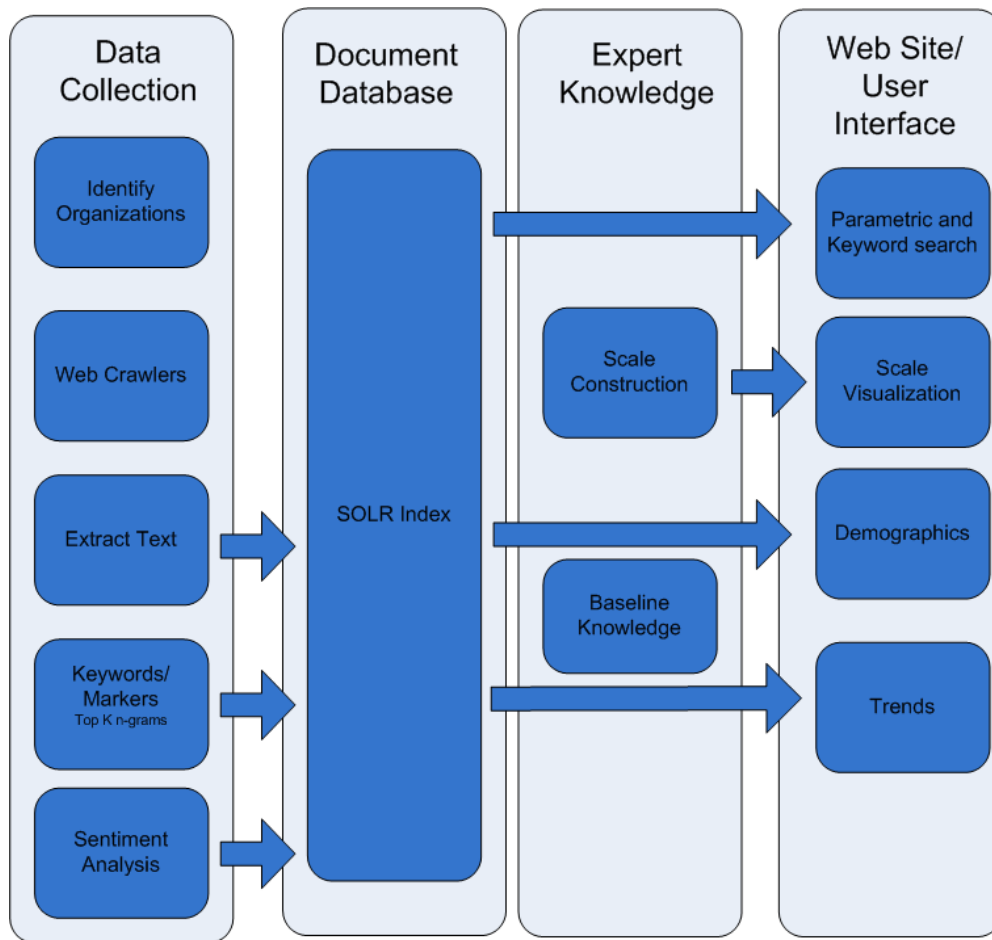 Data
Collection
Identify
Organizations
Web Crawlers
Extract Text
Keywords/
Markers
Top K n-grams
Sentiment
Analysis
Document
Database
SOLR Index
Expert
Knowledge
Scale
Construction
Baseline
Knowledge
Web Site/
User
Interface
Parametric and
Keyword search
Scale
Visualization
Demographics
Trends